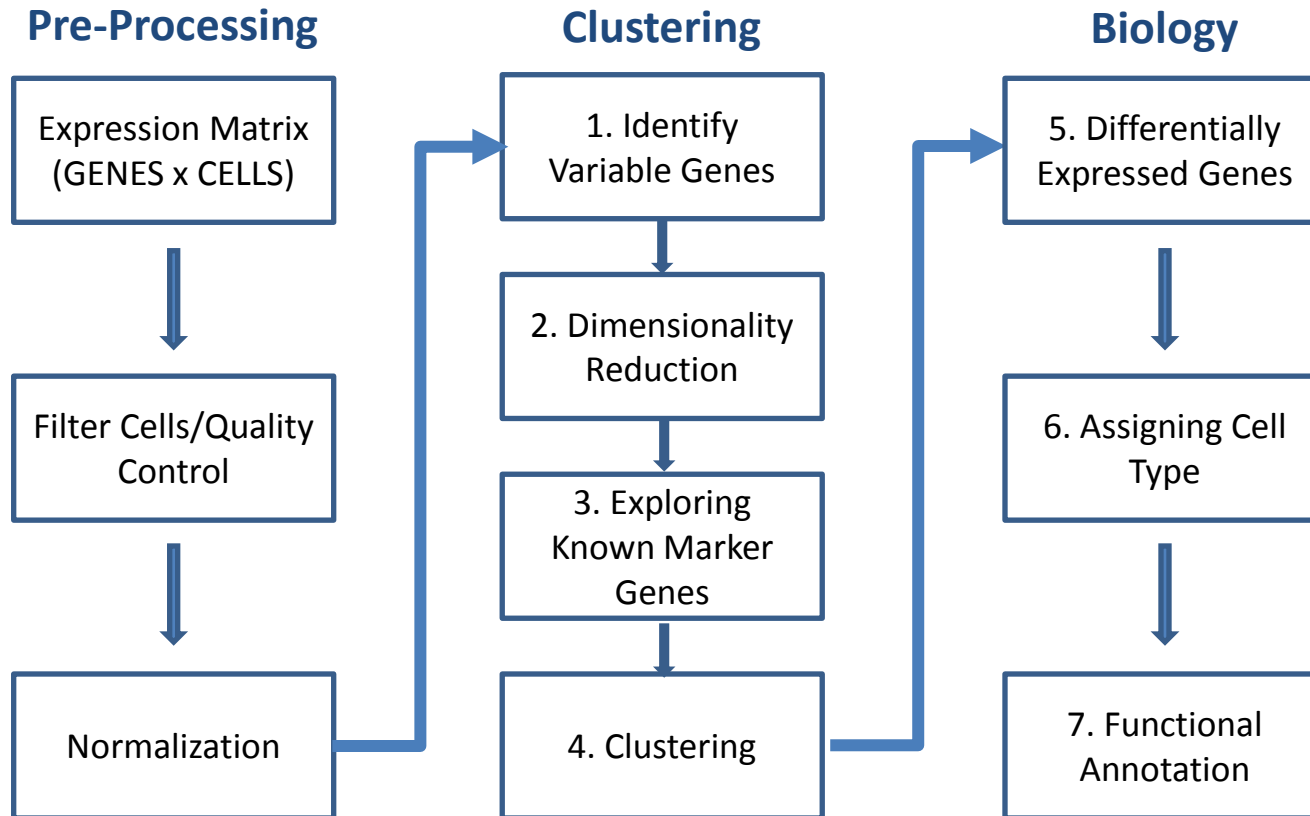 Pre-Processing
Expression Matrix
(GENES x CELLS)
Filter Cells/Quality
Control
Normalization
Clustering
1. Identify
Variable Genes
2. Dimensionality
Reduction
3. Exploring
Known Marker
Genes
4. Clustering
Biology
5. Differentially
Expressed Genes
6. Assigning Cell
Type
7. Functional
Annotation